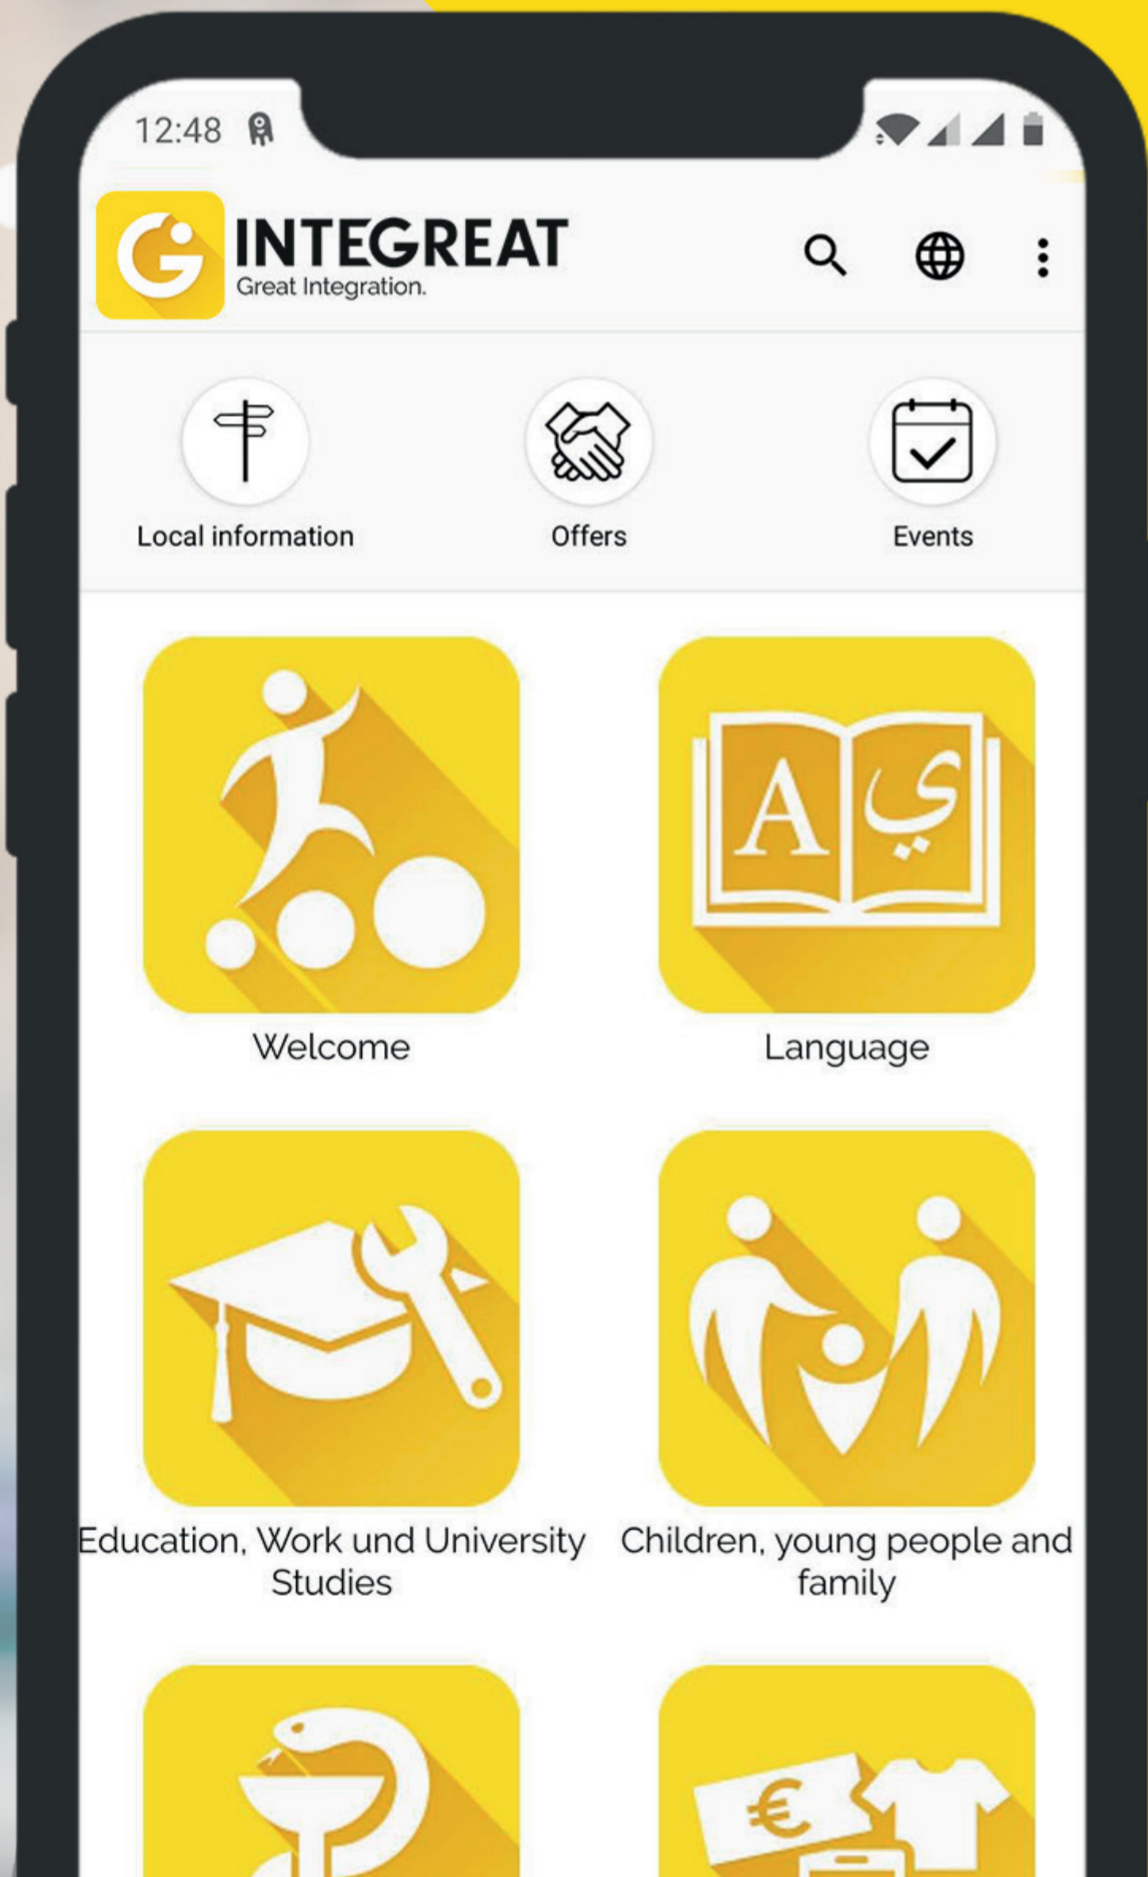 12:48
INTEGREAT
Great Integration.
Local information
Offers
Events
A ي
Welcome
Language
Education, Work und University
Studies
Children, young people and
family
€